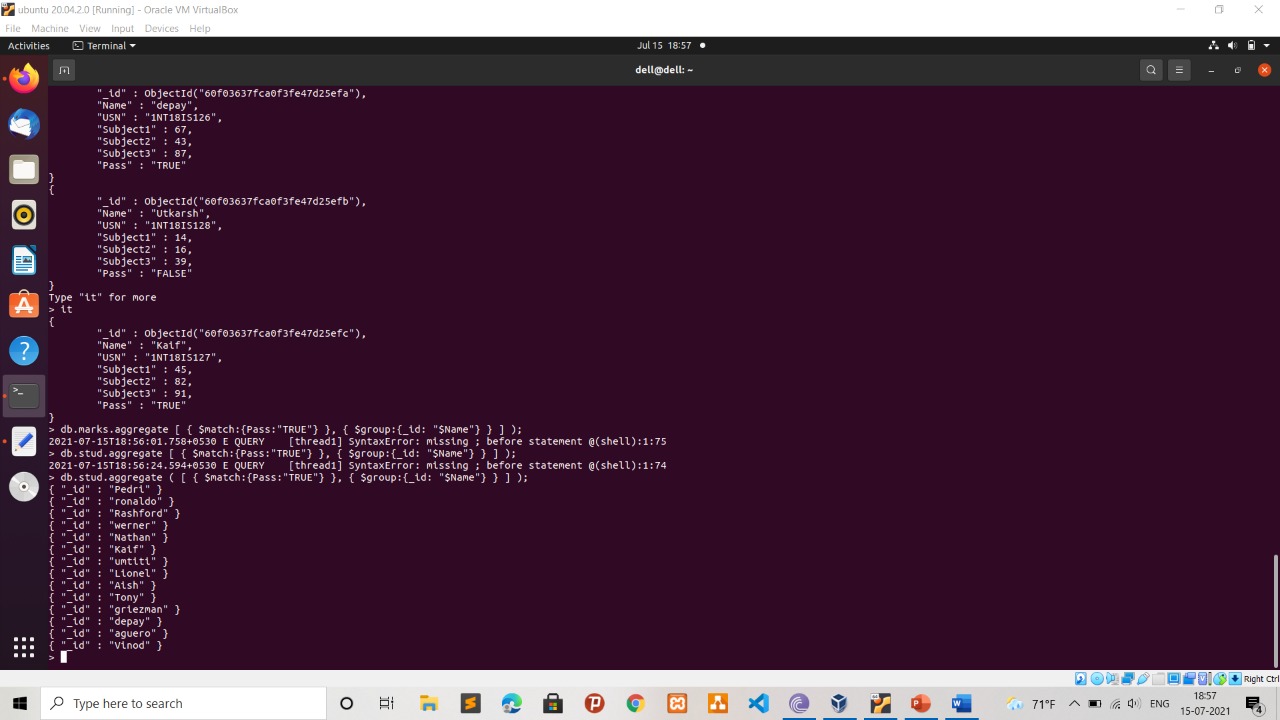 ubuntu 20.04.2.0 [Running] - Oracle VM VirtualBox
File Machine View Input Devices Help
Activities Terminal Jul 15 18:57
dell@dell: ~
"_id" : ObjectId("60f03637fca0f3fe47d25efa"),
"Name" : "depay",
"USN" : "1NT18IS126",
"Subject1" : 67,
"Subject2" : 43,
"Subject3" : 87,
"Pass" : "TRUE"
}
{
"_id" : ObjectId("60f03637fca0f3fe47d25efb"),
"Name" : "Utkarsh",
"USN" : "1NT18IS128",
"Subject1" : 14,
"Subject2" : 16,
"Subject3" : 39,
"Pass" : "FALSE"
}
Type "it" for more
> it
{
"_id" : ObjectId("60f03637fca0f3fe47d25efc"),
"Name" : "Kaif",
"USN" : "1NT18IS127",
"Subject1" : 45,
"Subject2" : 82,
"Subject3" : 91,
"Pass" : "TRUE"
}
> db.marks.aggregate [ { $match:{Pass:"TRUE"} }, { $group:{_id: "$Name"} } ] );
2021-07-15T18:56:01.758+0530 E QUERY    [thread1] SyntaxError: missing ; before statement @(shell):1:75
> db.stud.aggregate [ { $match:{Pass:"TRUE"} }, { $group:{_id: "$Name"} } ] );
2021-07-15T18:56:24.594+0530 E QUERY    [thread1] SyntaxError: missing ; before statement @(shell):1:74
> db.stud.aggregate ( [ { $match:{Pass:"TRUE"} }, { $group:{_id: "$Name"} } ] );
{ "_id" : "Pedri" }
{ "_id" : "ronaldo" }
{ "_id" : "Rashford" }
{ "_id" : "werner" }
{ "_id" : "Nathan" }
{ "_id" : "Kaif" }
{ "_id" : "umtiti" }
{ "_id" : "Lionel" }
{ "_id" : "Aish" }
{ "_id" : "Tony" }
{ "_id" : "griezman" }
{ "_id" : "depay" }
{ "_id" : "aguero" }
{ "_id" : "Vinod" }
>
Right Ctrl
Type here to search
71°F ENG
18:57
15-07-2021
4